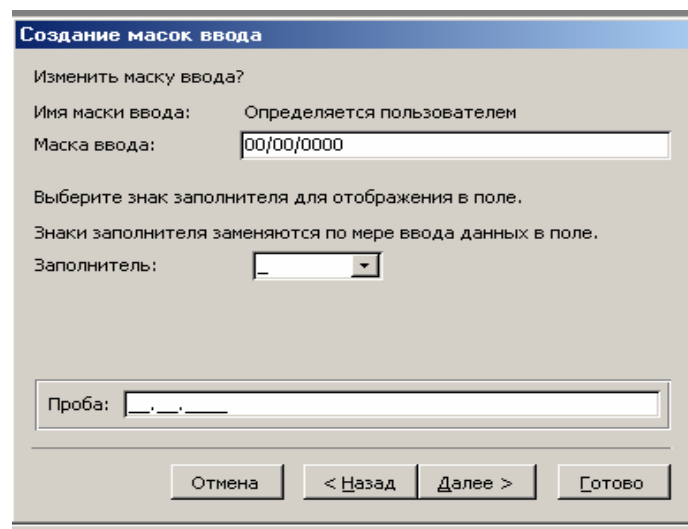 Создание масок ввода
Изменить маску ввода?
Имя маски ввода: Определяется пользователем
Маска ввода: 00/00/0000
Выберите знак заполнителя для отображения в поле.
Знаки заполнителя заменяются по мере ввода данных в поле.
Заполнитель: _
Проба: __.__.____
Отмена < Назад Далее > Готово